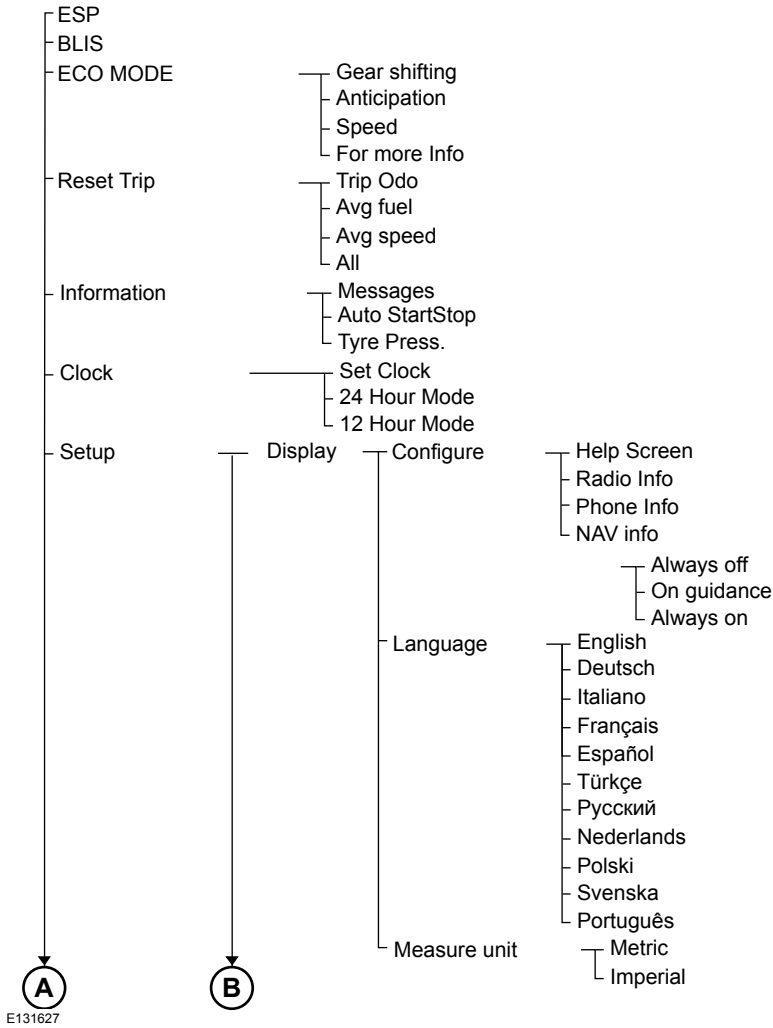 ESP
BLIS
ECO MODE
Gear shifting
Anticipation
Speed
For more Info
Reset Trip
Trip Odo
Avg fuel
Avg speed
All
Information
Messages
Auto StartStop
Tyre Press.
Clock
Set Clock
24 Hour Mode
12 Hour Mode
Setup
Display
Configure
Help Screen
Radio Info
Phone Info
NAV info
Always off
On guidance
Always on
Language
English
Deutsch
Italiano
Français
Español
Türkçe
Русский
Nederlands
Polski
Svenska
Português
Measure unit
Metric
Imperial
A
B
E131627